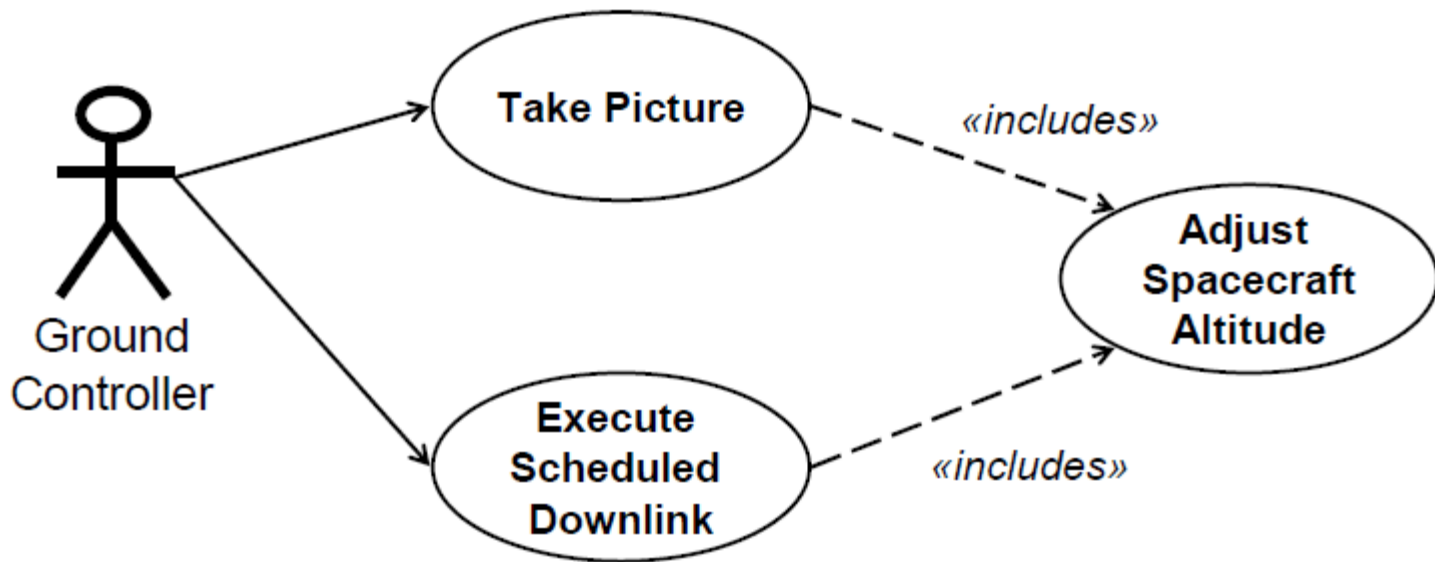 Take Picture
«includes»
Adjust
Spacecraft
Altitude
Ground
Controller
Execute
Scheduled
Downlink
«includes»